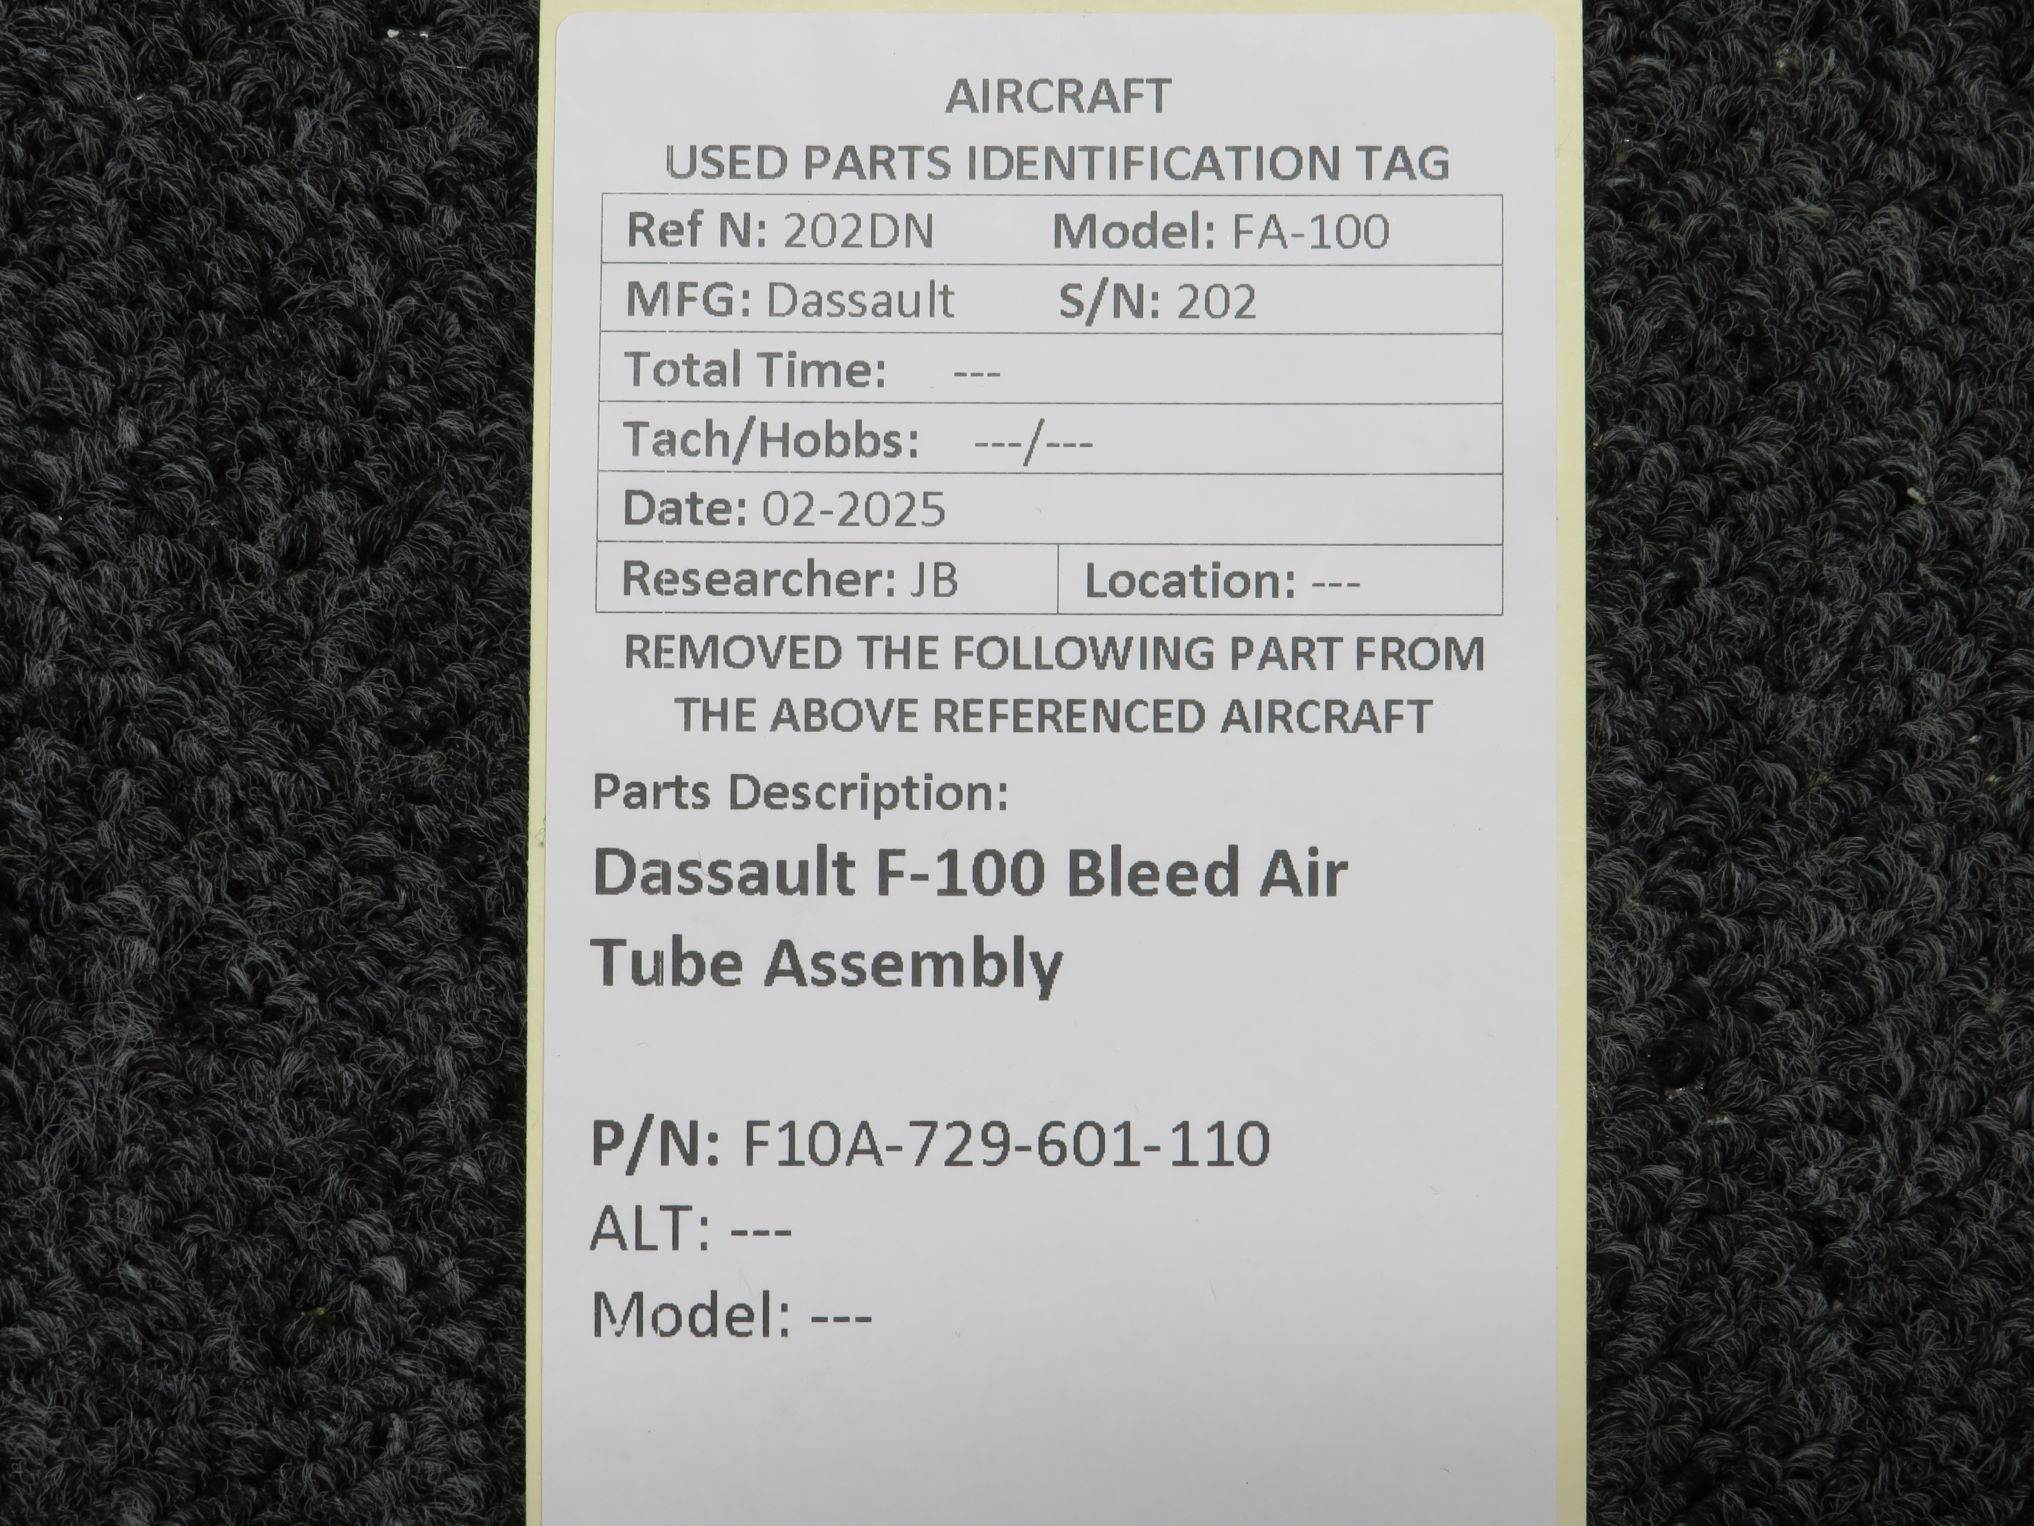 AIRCRAFT
USED PARTS IDENTIFICATION TAG
Ref N: 202DN Model: FA-100
MFG: Dassault S/N: 202
Total Time: ---
Tach/Hobbs: ---/---
Date: 02-2025
Researcher: JB Location: ---
REMOVED THE FOLLOWING PART FROM
THE ABOVE REFERENCED AIRCRAFT
Parts Description:
Dassault F-100 Bleed Air
Tube Assembly
P/N: F10A-729-601-110
ALT: ---
Model: ---